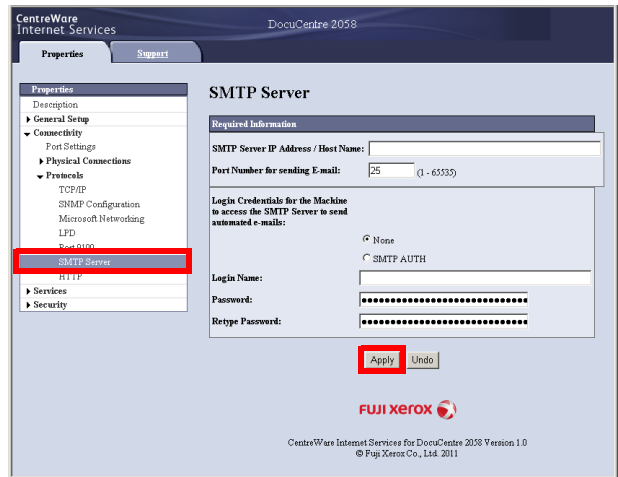 CentreWare
Internet Services
DocuCentre 2058
Properties
Support
Properties
Description
General Setup
Connectivity
Port Settings
Physical Connections
Protocols
TCP/IP
SNMP Configuration
Microsoft Networking
LPD
Port 9100
SMTP Server
HTTP
Services
Security
SMTP Server
Required Information
SMTP Server IP Address / Host Name:
Port Number for sending E-mail: 25 (1 - 65535)
Login Credentials for the Machine
to access the SMTP Server to send
automated e-mails:
None
SMTP AUTH
Login Name:
Password:
Retype Password:
Apply Undo
FUJI xerox
CentreWare Internet Services for DocuCentre 2058 Version 1.0
© Fuji Xerox Co., Ltd. 2011